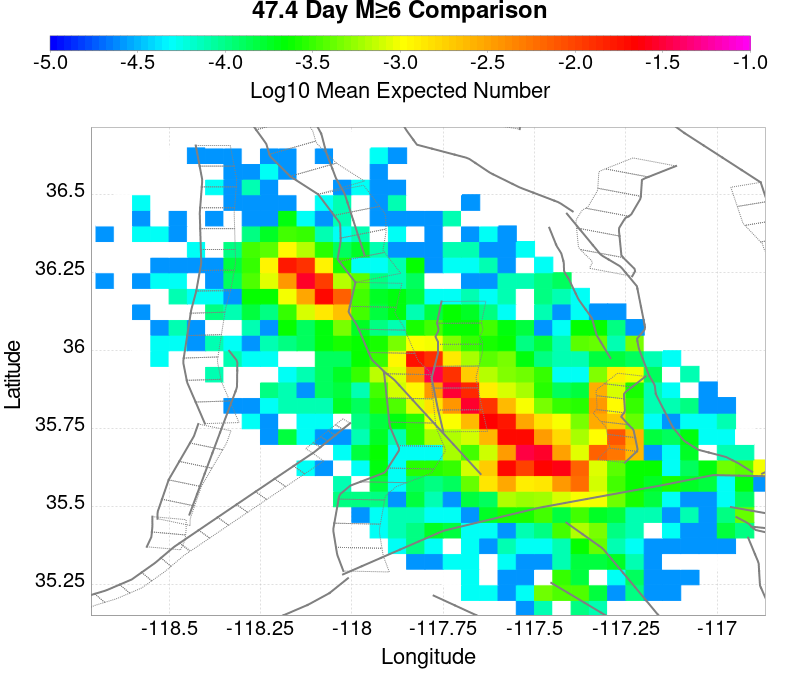 47.4 Day M≥6 Comparison
-5.0 -4.5 -4.0 -3.5 -3.0 -2.5 -2.0 -1.5 -1.0
Log10 Mean Expected Number
36.5
36.25
36
35.75
35.5
35.25
Latitude
-118.5 -118.25 -118 -117.75 -117.5 -117.25 -117
Longitude